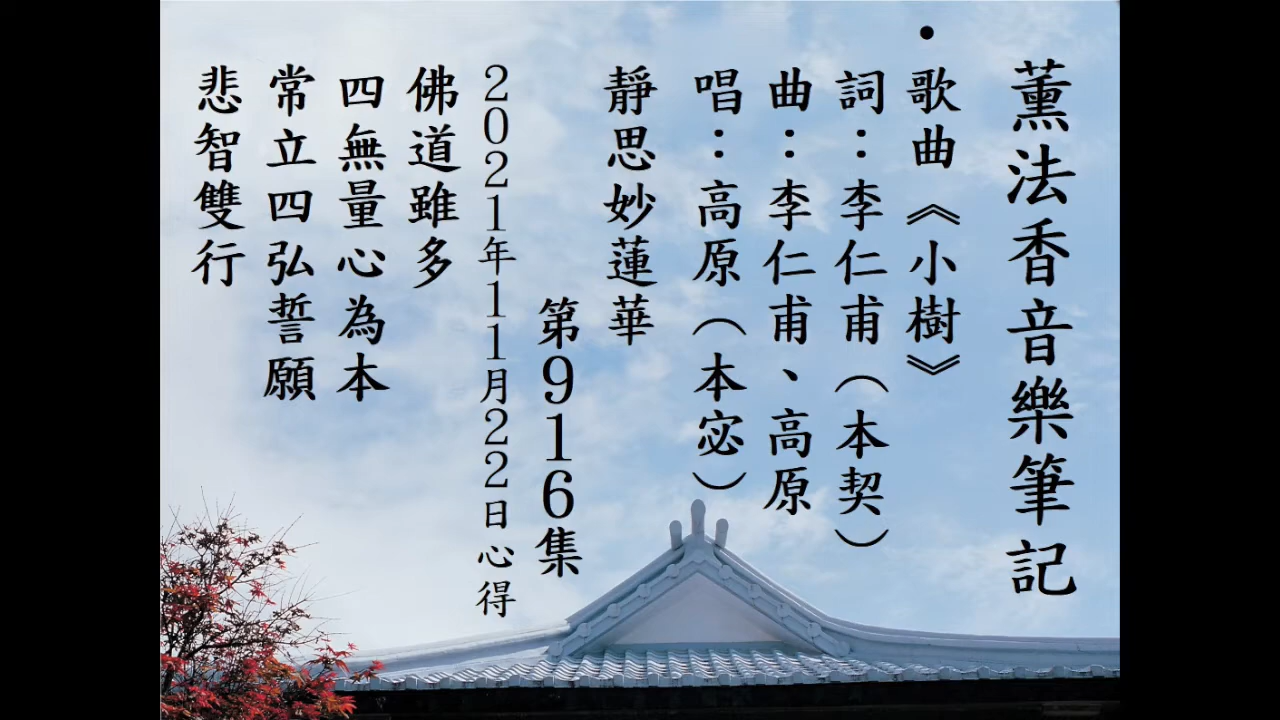 薰法香音樂筆記
•歌曲《小樹》
詞：李仁甫（本契）
曲：李仁甫、高原
唱：高原（本宓）
靜思妙蓮華
第916集
2021年11月22日心得
佛道雖多
四無量心為本
常立四弘誓願
悲智雙行